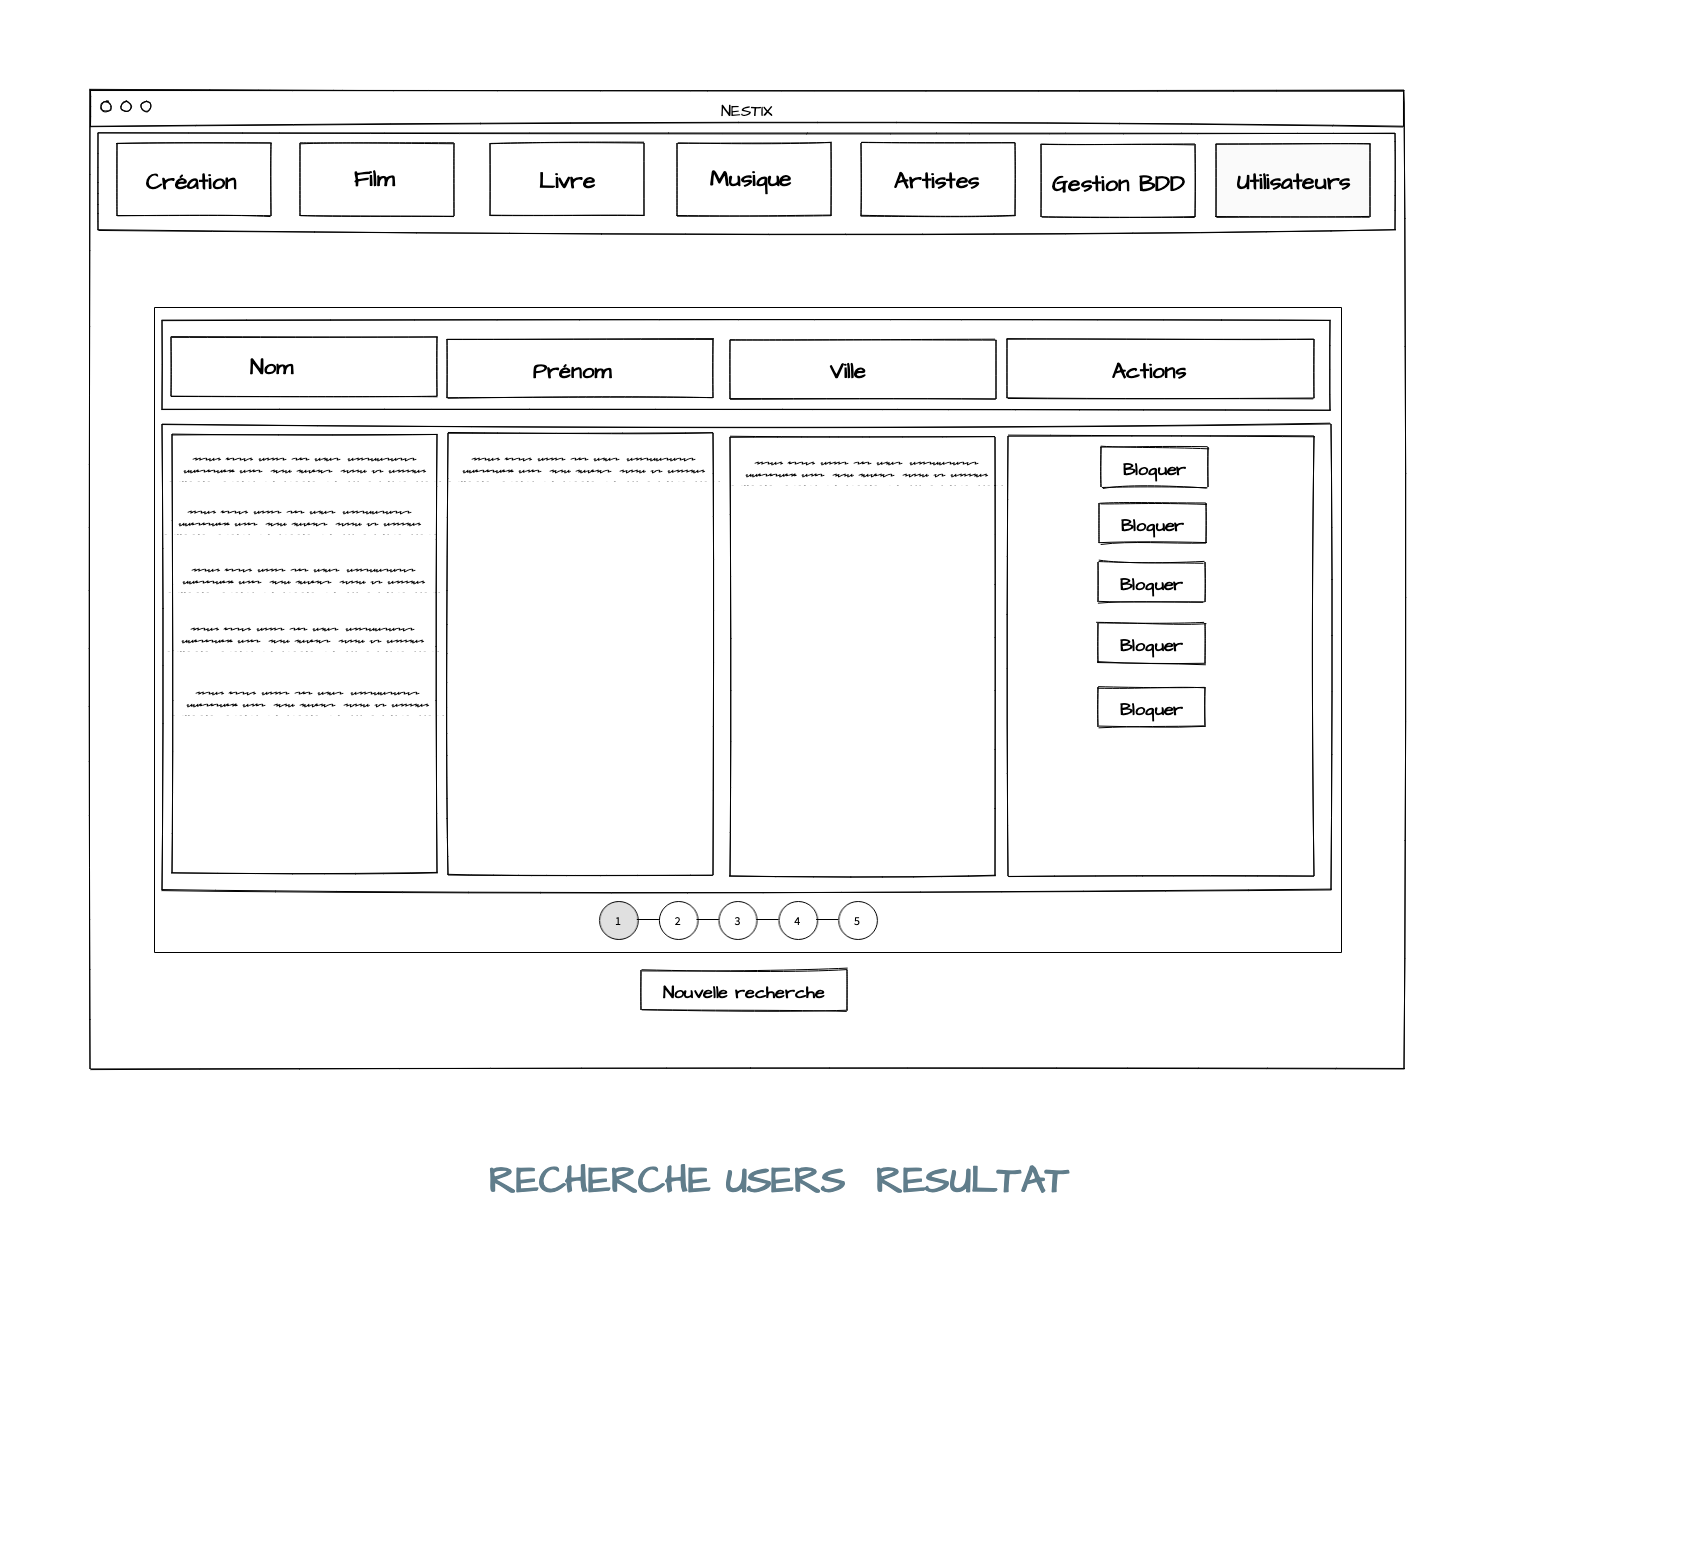 NESTIX
Création Film Livre Musique Artistes Gestion BDD Utilisateurs
Nom Prénom Ville Actions
Bloquer
Bloquer
Bloquer
Bloquer
Bloquer
1 2 3 4 5
Nouvelle recherche
RECHERCHE USERS RESULTAT